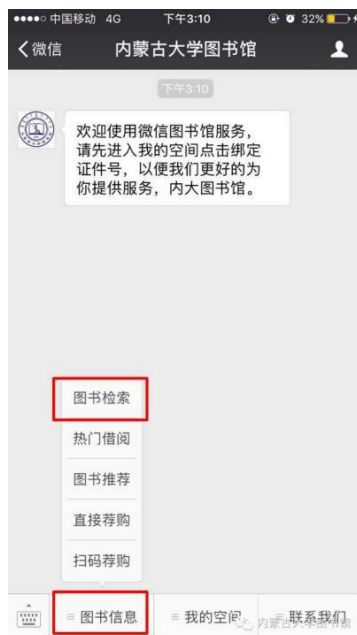 中国移动 4G 下午3:10 32%
微信 内蒙古大学图书馆
下午3:10
欢迎使用微信图书馆服务，
请先进入我的空间点击绑定
证件号，以便我们更好的为
你提供服务，内大图书馆。
图书检索
热门借阅
图书推荐
直接荐购
扫码荐购
图书信息 我的空间 联系我们
内蒙古大学图书馆